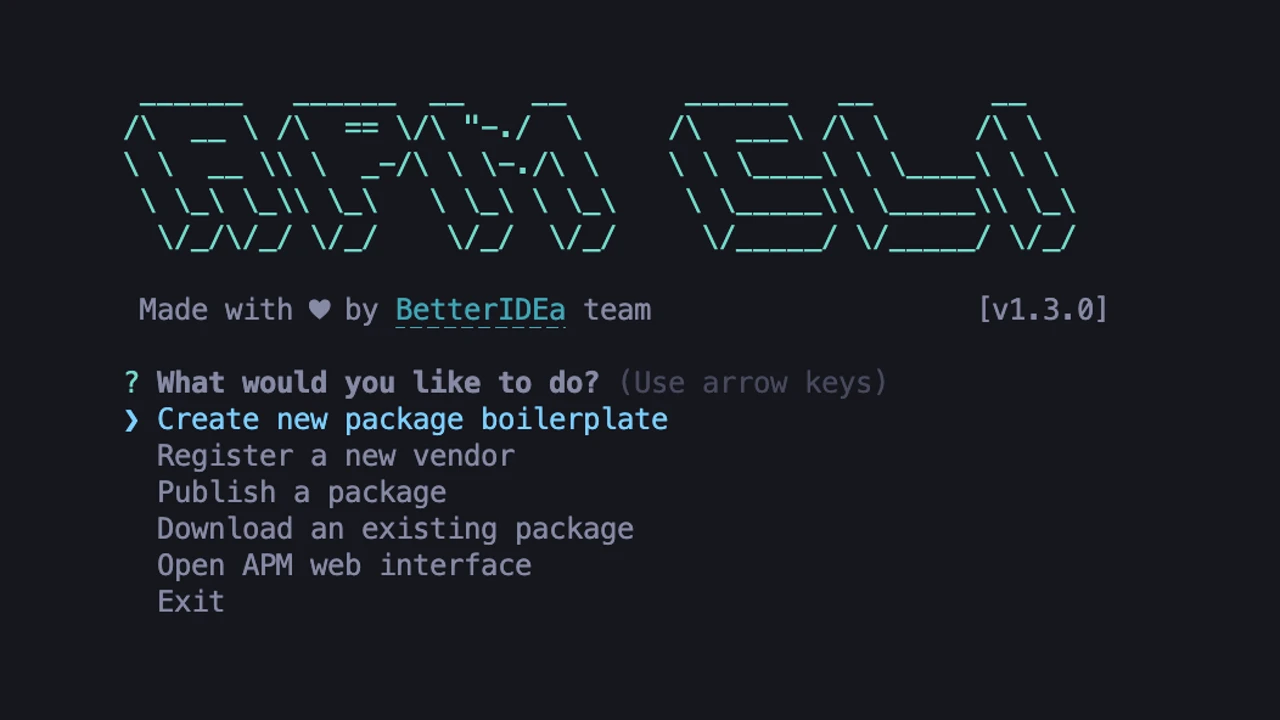 APM CLI
Made with ♥ by BetterIDEa team [v1.3.0]
? What would you like to do? (Use arrow keys)
❯ Create new package boilerplate
Register a new vendor
Publish a package
Download an existing package
Open APM web interface
Exit